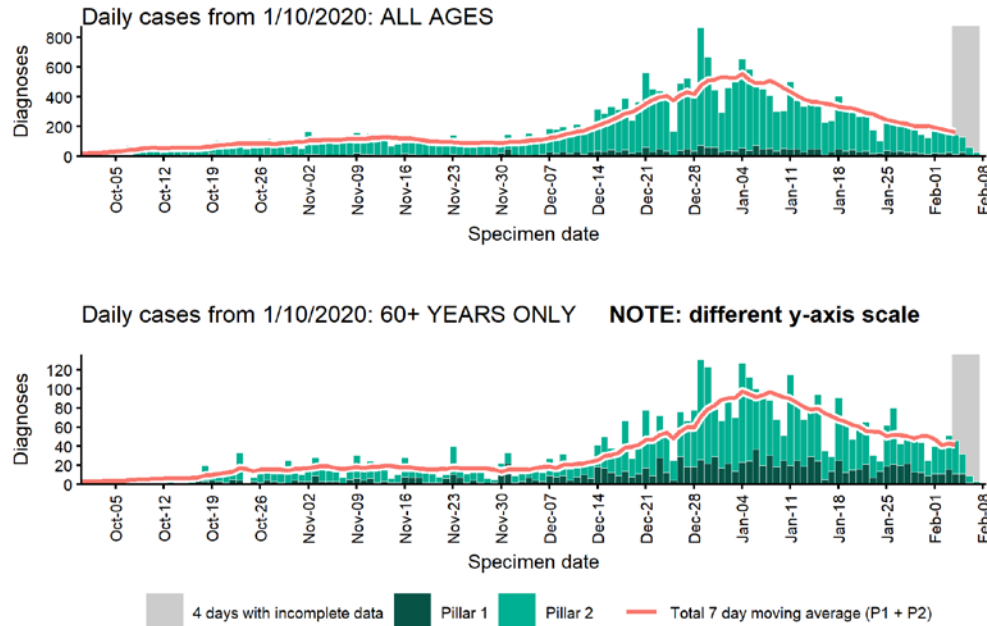 Daily cases from 1/10/2020: ALL AGES
800
600
400
200
0
Diagnoses
Oct-05
Oct-12
Oct-19
Oct-26
Nov-02
Nov-09
Nov-16
Nov-23
Nov-30
Dec-07
Dec-14
Dec-21
Dec-28
Jan-04
Jan-11
Jan-18
Jan-25
Feb-01
Feb-08
Specimen date
Daily cases from 1/10/2020: 60+ YEARS ONLY NOTE: different y-axis scale
120
100
80
60
40
20
0
Diagnoses
Oct-05
Oct-12
Oct-19
Oct-26
Nov-02
Nov-09
Nov-16
Nov-23
Nov-30
Dec-07
Dec-14
Dec-21
Dec-28
Jan-04
Jan-11
Jan-18
Jan-25
Feb-01
Feb-08
Specimen date
4 days with incomplete data Pillar 1 Pillar 2 Total 7 day moving average (P1 + P2)